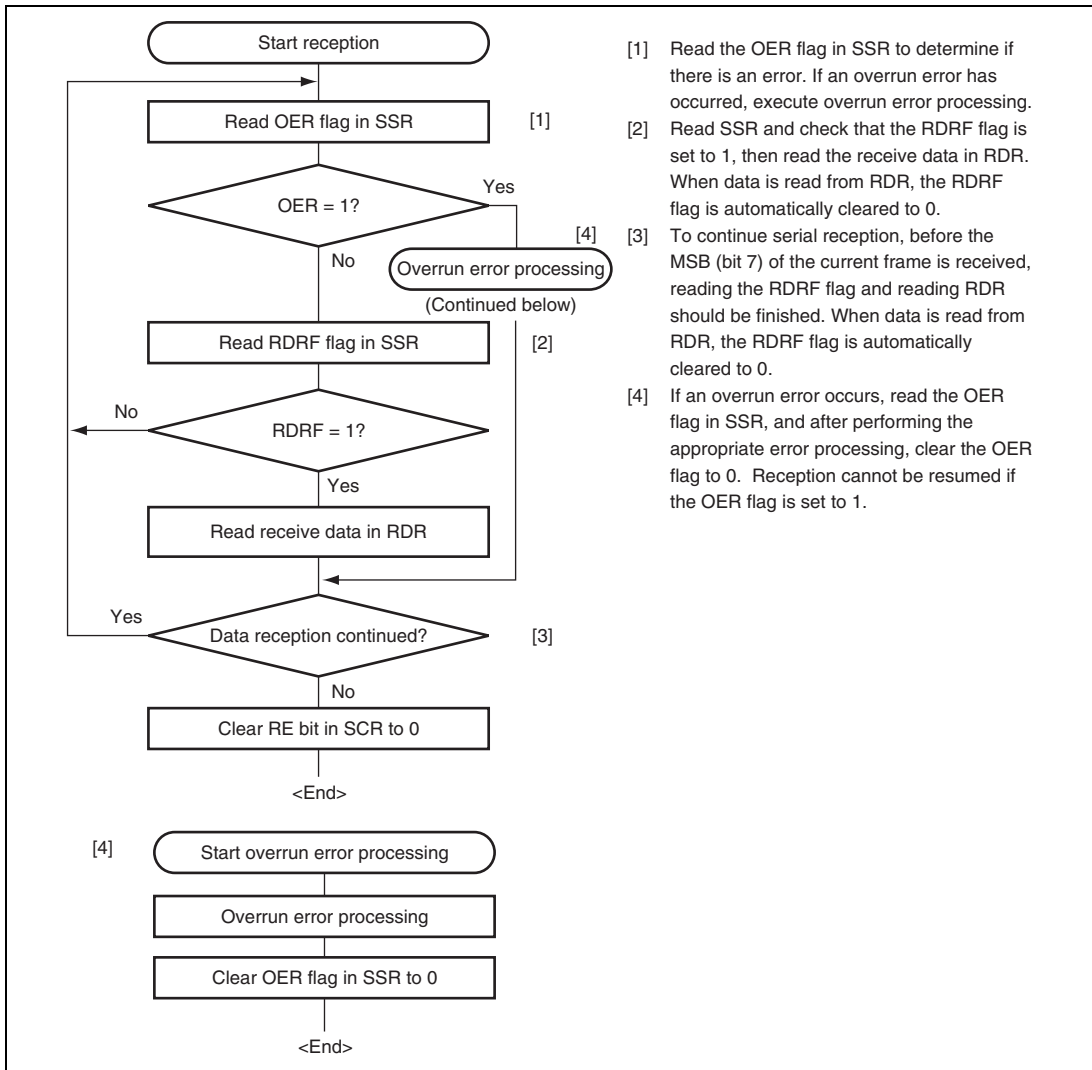 Start reception
Read OER flag in SSR
[1]
OER = 1?
Yes
No
[4]
Overrun error processing
(Continued below)
Read RDRF flag in SSR
[2]
No
RDRF = 1?
Yes
Read receive data in RDR
Yes
Data reception continued?
[3]
No
Clear RE bit in SCR to 0
<End>
[4]
Start overrun error processing
Overrun error processing
Clear OER flag in SSR to 0
<End>
[1] Read the OER flag in SSR to determine if
there is an error. If an overrun error has
occurred, execute overrun error processing.
[2] Read SSR and check that the RDRF flag is
set to 1, then read the receive data in RDR.
When data is read from RDR, the RDRF
flag is automatically cleared to 0.
[3] To continue serial reception, before the
MSB (bit 7) of the current frame is received,
reading the RDRF flag and reading RDR
should be finished. When data is read from
RDR, the RDRF flag is automatically
cleared to 0.
[4] If an overrun error occurs, read the OER
flag in SSR, and after performing the
appropriate error processing, clear the OER
flag to 0. Reception cannot be resumed if
the OER flag is set to 1.